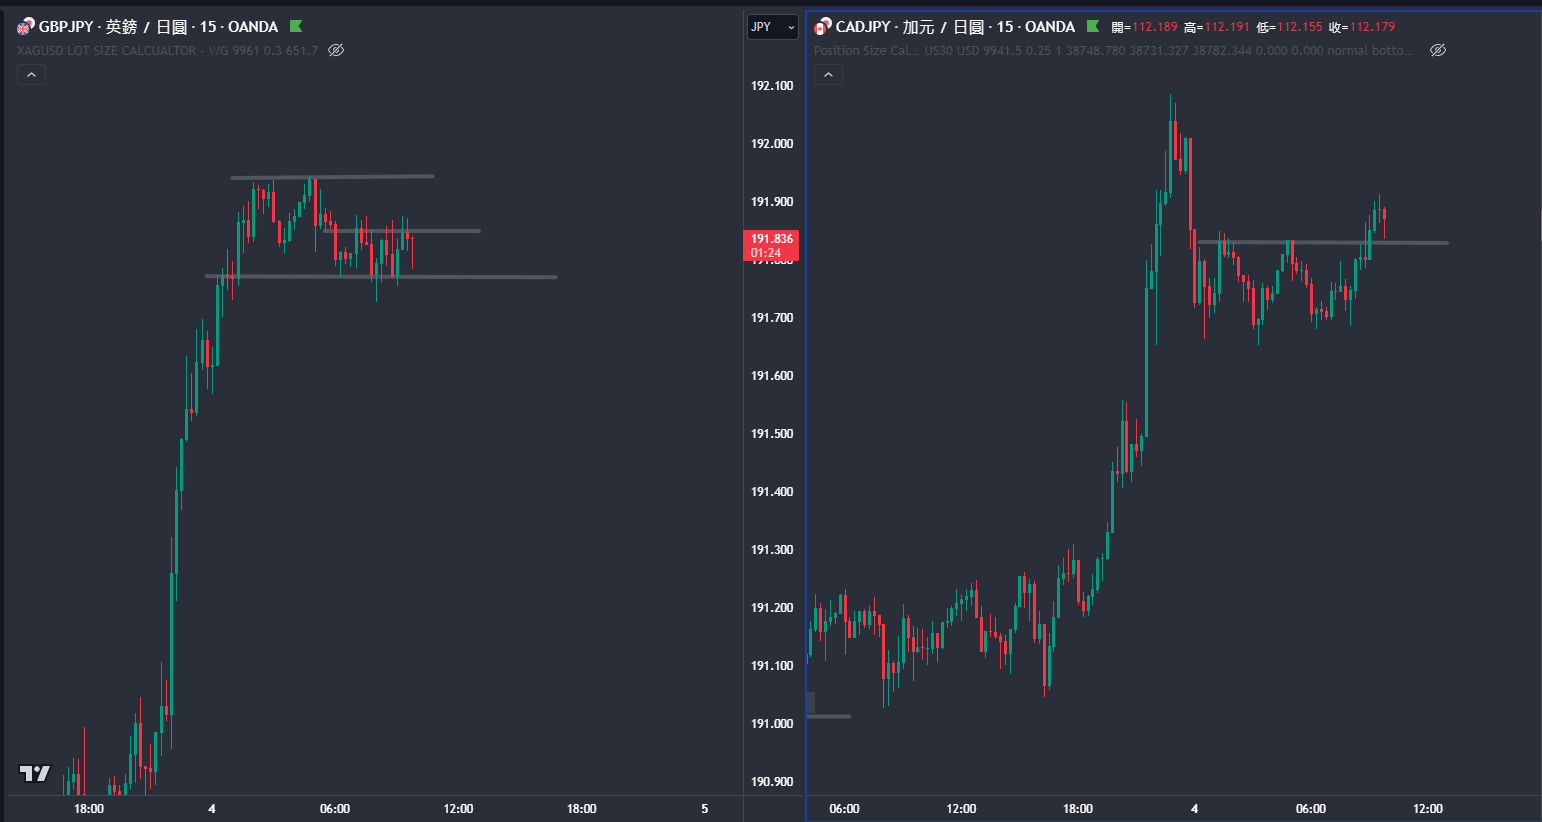 GBPJPY · 英鎊 / 日圓 · 15 · OANDA
XAGUSD LOT SIZE CALCUALTOR - WG 9961 0.3 651.7
JPY
192.100
192.000
191.900
191.836
01:24
191.800
191.700
191.600
191.500
191.400
191.300
191.200
191.100
191.000
190.900
18:00 4 06:00 12:00 18:00 5
CADJPY · 加元 / 日圓 · 15 · OANDA 開=112.189 高=112.191 低=112.155 收=112.179
Position Size Cal... US30 USD 9941.5 0.25 1 38748.780 38731.327 38782.344 0.000 0.000 normal botto...
06:00 12:00 18:00 4 06:00 12:00